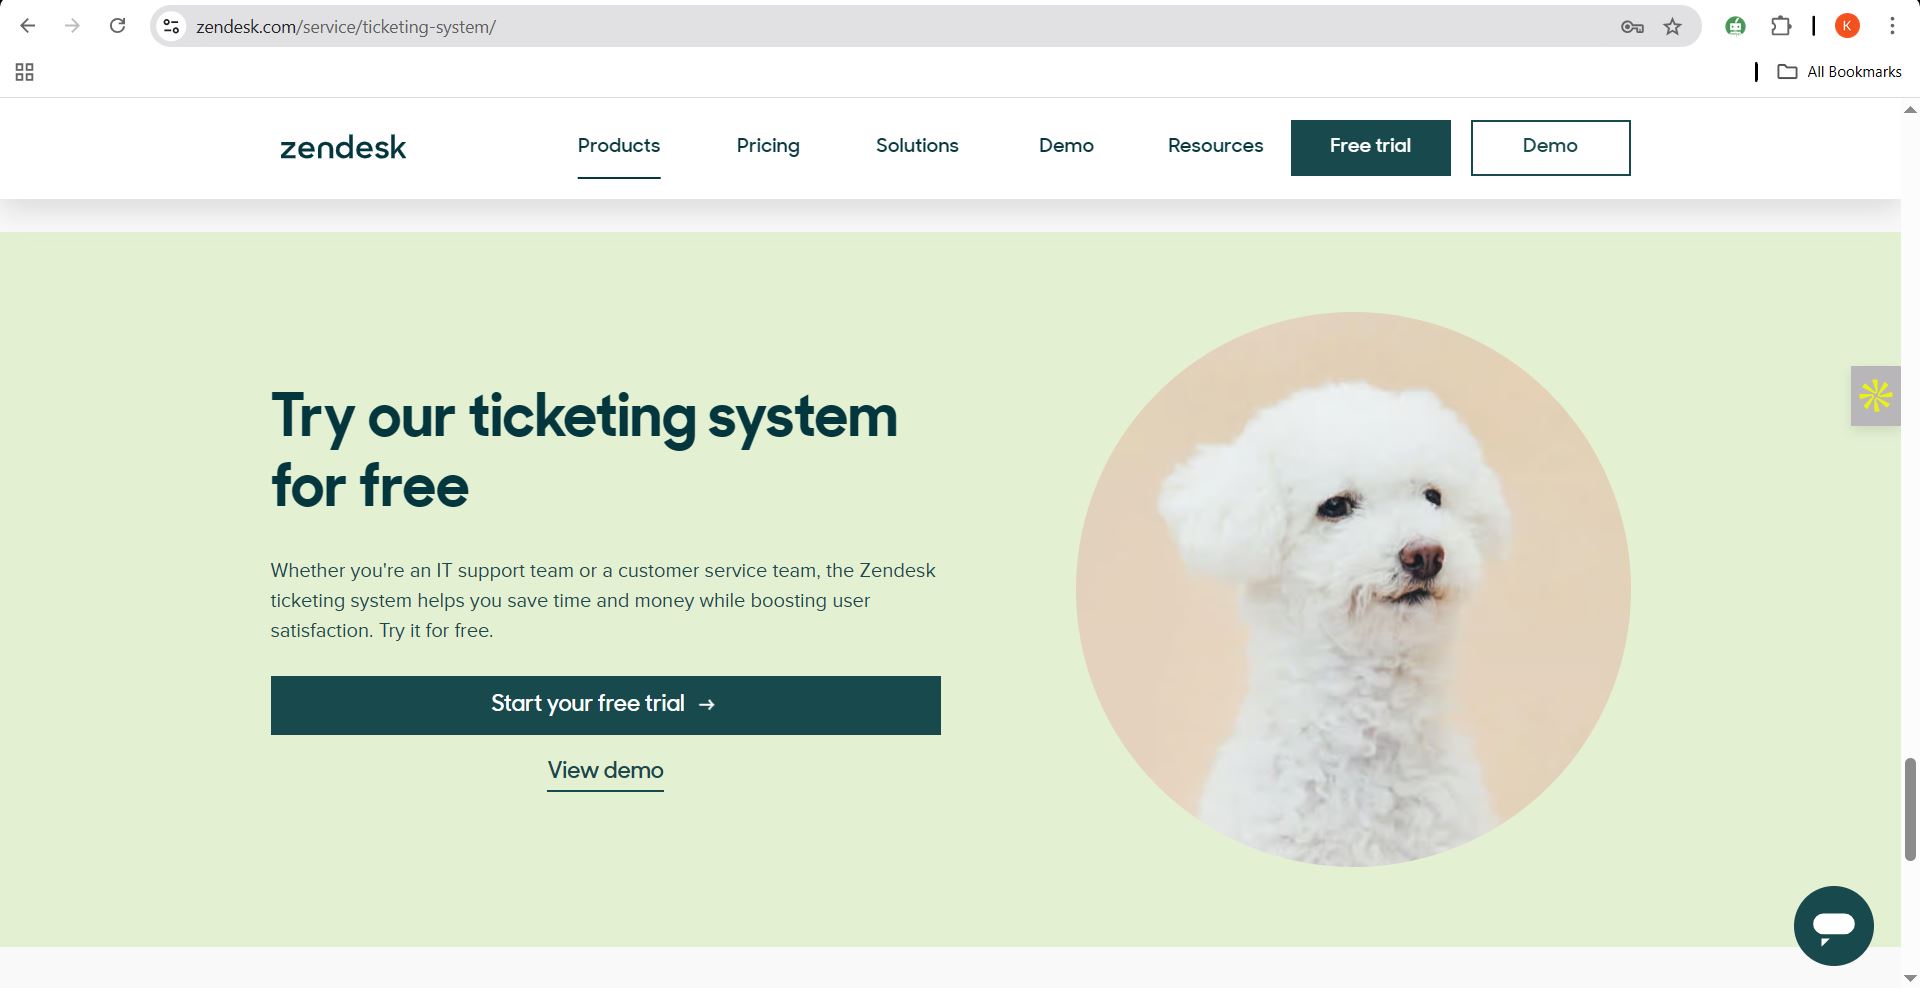 zendesk.com/service/ticketing-system/
K
All Bookmarks
zendesk
Products
Pricing
Solutions
Demo
Resources
Free trial
Demo
Try our ticketing system
for free
Whether you're an IT support team or a customer service team, the Zendesk
ticketing system helps you save time and money while boosting user
satisfaction. Try it for free.
Start your free trial →
View demo